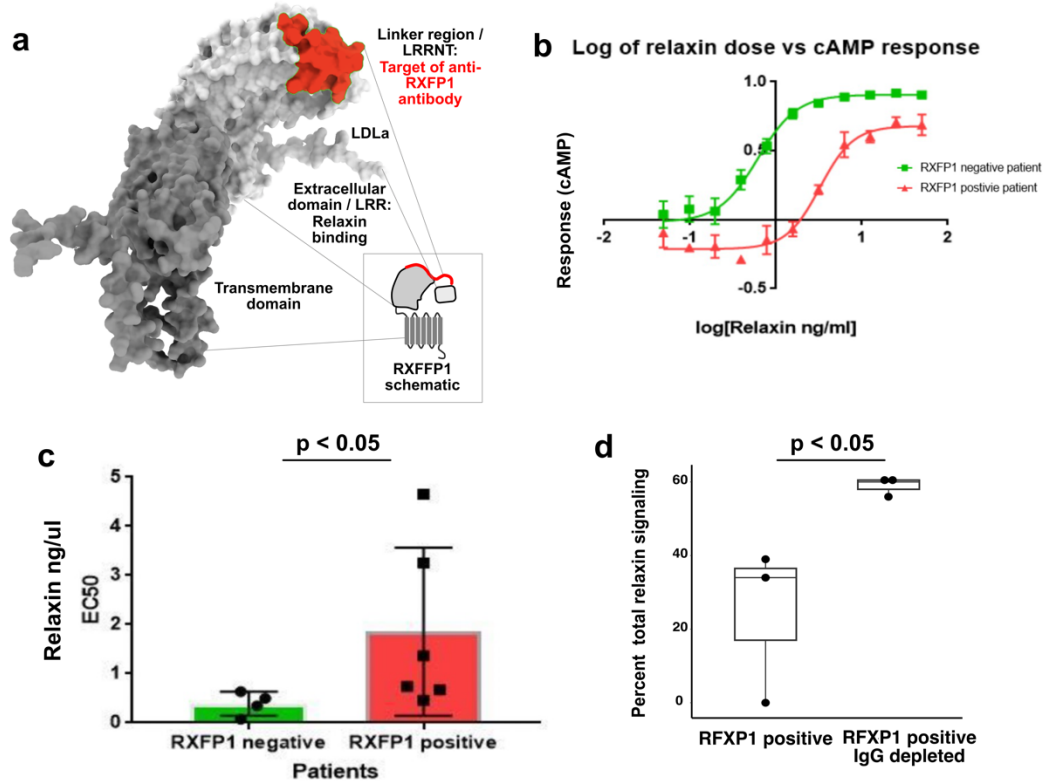 a
Linker region /
LRRNT:
Target of anti-
RXFP1
antibody
LDLa
Extracellular
domain / LRR:
Relaxin
binding
Transmembrane
domain
RXFFP1
schematic
b
Log of relaxin dose vs cAMP response
Response (cAMP)
1.0
0.5
-0.5
-2
-1
0
1
2
log[Relaxin ng/ml]
RXFP1 negative patient
RXFP1 postivie patient
c
p < 0.05
Relaxin ng/ul
EC50
5
4
3
2
1
0
RXFP1 negative
RXFP1 positive
Patients
d
p < 0.05
Percent total relaxin signaling
60
40
20
0
RFXP1 positive
RFXP1 positive
IgG depleted